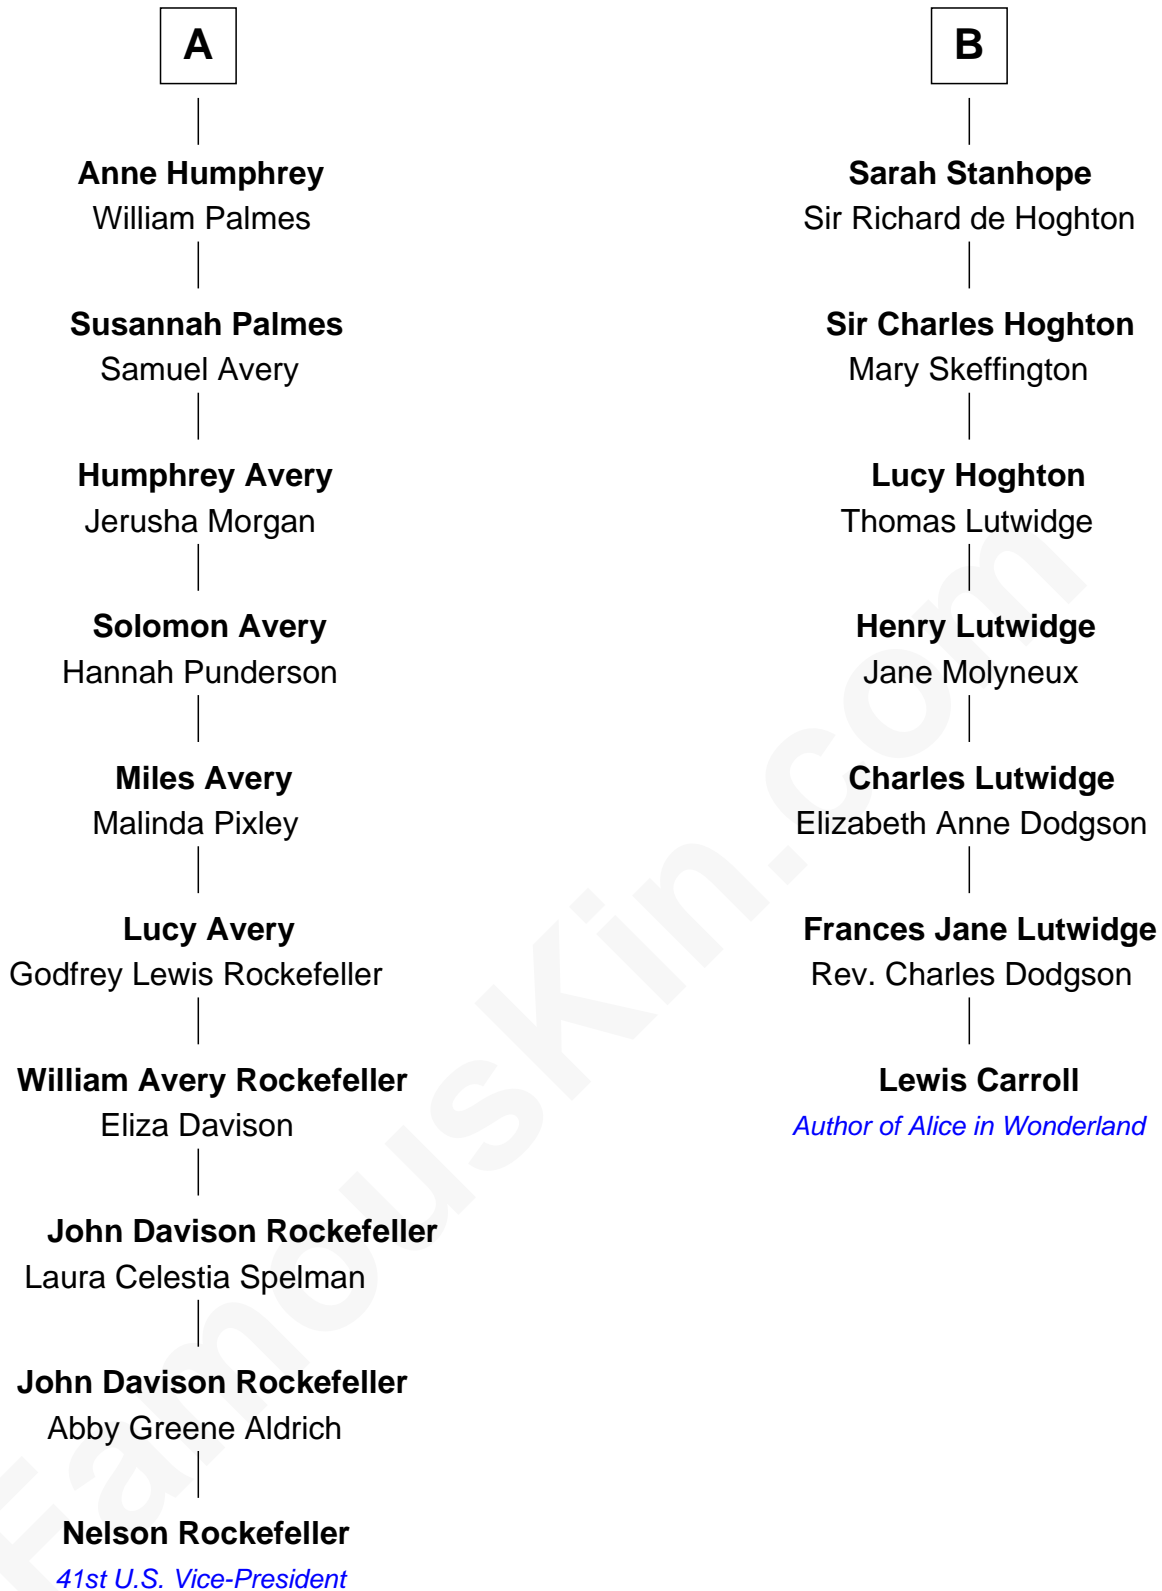 A
Anne Humphrey
William Palmes
Susannah Palmes
Samuel Avery
Humphrey Avery
Jerusha Morgan
Solomon Avery
Hannah Punderson
Miles Avery
Malinda Pixley
Lucy Avery
Godfrey Lewis Rockefeller
William Avery Rockefeller
Eliza Davison
John Davison Rockefeller
Laura Celestia Spelman
John Davison Rockefeller
Abby Greene Aldrich
Nelson Rockefeller
41st U.S. Vice-President
B
Sarah Stanhope
Sir Richard de Hoghton
Sir Charles Hoghton
Mary Skeffington
Lucy Hoghton
Thomas Lutwidge
Henry Lutwidge
Jane Molyneux
Charles Lutwidge
Elizabeth Anne Dodgson
Frances Jane Lutwidge
Rev. Charles Dodgson
Lewis Carroll
Author of Alice in Wonderland
FamousKin.com